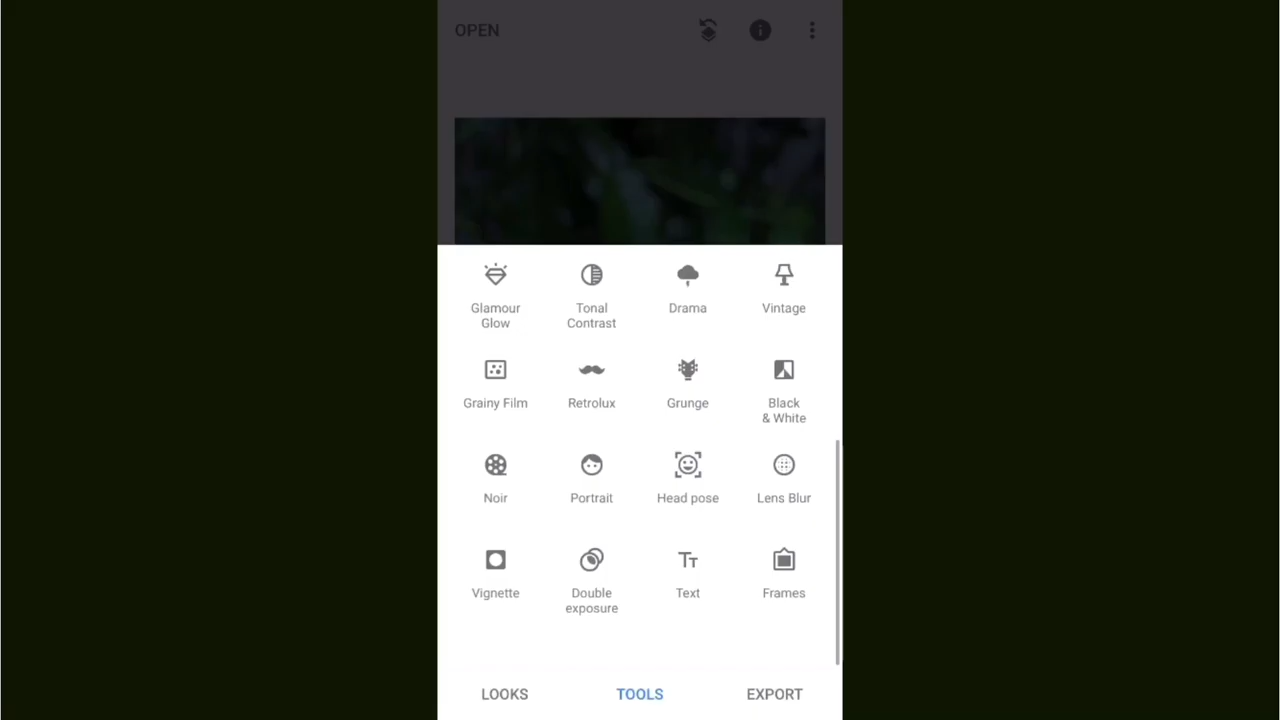 OPEN
Glamour
Glow
Tonal
Contrast
Drama
Vintage
Grainy Film
Retrolux
Grunge
Black
& White
Noir
Portrait
Head pose
Lens Blur
Vignette
Double
exposure
Text
Frames
LOOKS
TOOLS
EXPORT